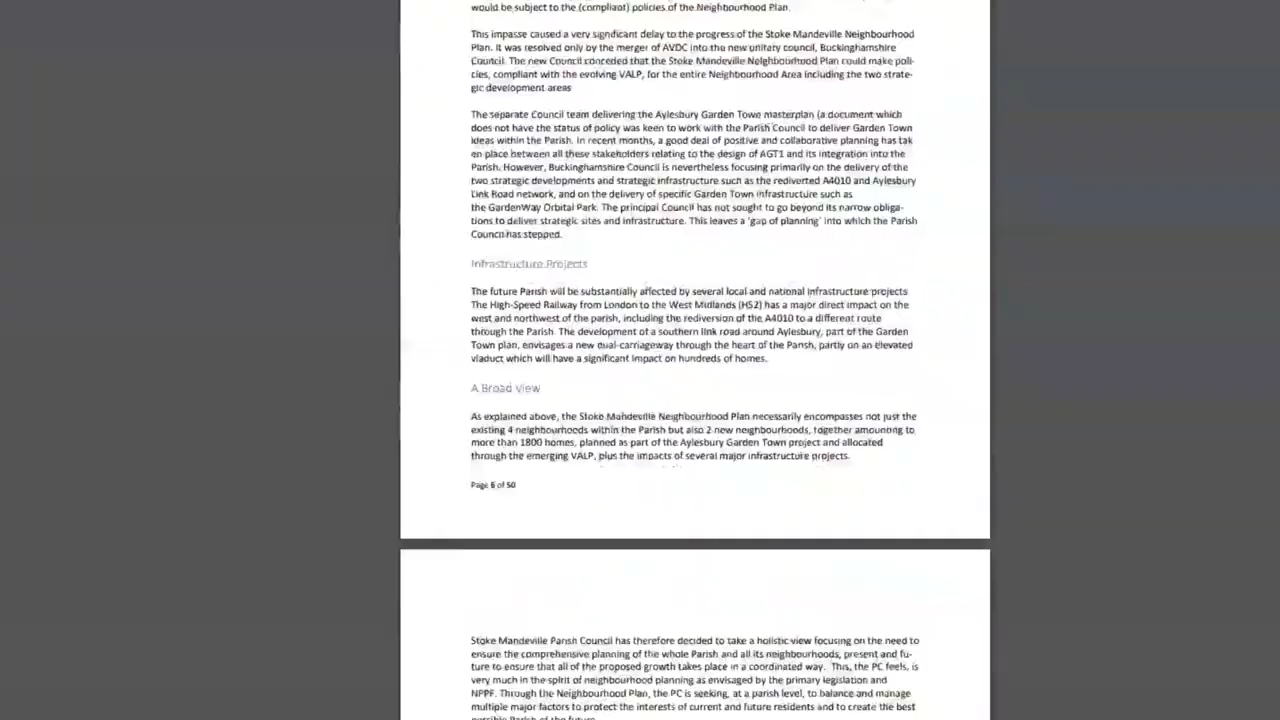 would be subject to the (compliant) policies of the Neighbourhood Plan.
This impasse caused a very significant delay to the progress of the Stoke Mandeville Neighbourhood
Plan. It was resolved only by the merger of AVDC into the new unitary council, Buckinghamshire
Council. The new Council conceded that the Stoke Mandeville Neighbourhood Plan could make poli-
cies, compliant with the evolving VALP, for the entire Neighbourhood Area including the two strate-
gic development areas
The separate Council team delivering the Aylesbury Garden Town masterplan (a document which
does not have the status of policy was keen to work with the Parish Council to deliver Garden Town
ideas within the Parish. In recent months, a good deal of positive and collaborative planning has tak
en place between all these stakeholders relating to the design of AGT1 and its integration into the
Parish. However, Buckinghamshire Council is nevertheless focusing primarily on the delivery of the
two strategic developments and strategic infrastructure such as the rediverted A4010 and Aylesbury
Link Road network, and on the delivery of specific Garden Town infrastructure such as
the GardenWay Orbital Park. The principal Council has not sought to go beyond its narrow obliga-
tions to deliver strategic sites and infrastructure. This leaves a 'gap of planning' into which the Parish
Council has stepped.
Infrastructure Projects
The future Parish will be substantially affected by several local and national infrastructure projects
The High-Speed Railway from London to the West Midlands (HS2) has a major direct impact on the
west and northwest of the parish, including the rediversion of the A4010 to a different route
through the Parish. The development of a southern link road around Aylesbury, part of the Garden
Town plan, envisages a new dual-carriageway through the heart of the Parish, partly on an elevated
viaduct which will have a significant impact on hundreds of homes.
A Broad View
As explained above, the Stoke Mandeville Neighbourhood Plan necessarily encompasses not just the
existing 4 neighbourhoods within the Parish but also 2 new neighbourhoods, together amounting to
more than 1800 homes, planned as part of the Aylesbury Garden Town project and allocated
through the emerging VALP, plus the impacts of several major infrastructure projects.
Page 6 of 50
Stoke Mandeville Parish Council has therefore decided to take a holistic view focusing on the need to
ensure the comprehensive planning of the whole Parish and all its neighbourhoods, present and fu-
ture to ensure that all of the proposed growth takes place in a coordinated way. This, the PC feels, is
very much in the spirit of neighbourhood planning as envisaged by the primary legislation and
NPPF. Through the Neighbourhood Plan, the PC is seeking, at a parish level, to balance and manage
multiple major factors to protect the interests of current and future residents and to create the best
possible Parish of the future.